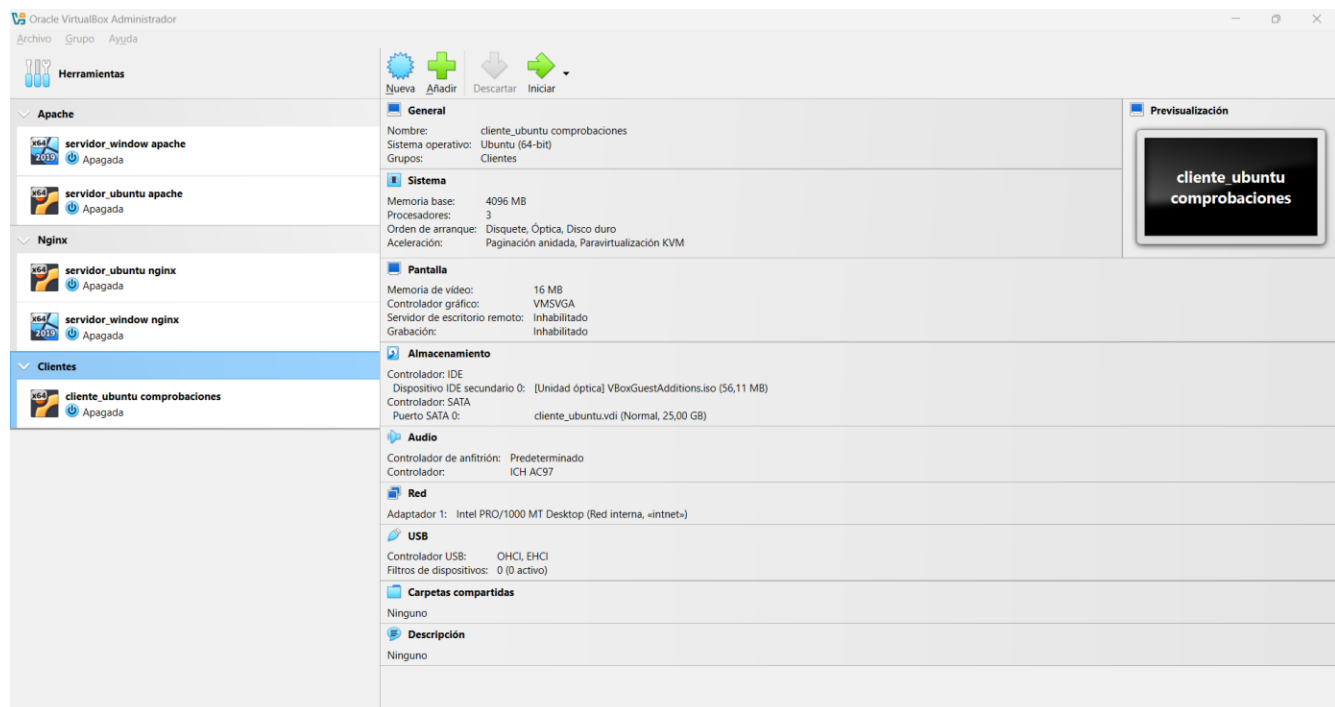 Oracle VirtualBox Administrador
Archivo Grupo Ayuda
Herramientas
Nueva Añadir Descartar Iniciar
Apache
x64 2019 servidor_window apache
Apagada
x64 servidor_ubuntu apache
Apagada
Nginx
x64 servidor_ubuntu nginx
Apagada
x64 2019 servidor_window nginx
Apagada
Clientes
x64 cliente_ubuntu comprobaciones
Apagada
General
Nombre: cliente_ubuntu comprobaciones
Sistema operativo: Ubuntu (64-bit)
Grupos: Clientes
Sistema
Memoria base: 4096 MB
Procesadores: 3
Orden de arranque: Disquete, Óptica, Disco duro
Aceleración: Paginación anidada, Paravirtualización KVM
Pantalla
Memoria de vídeo: 16 MB
Controlador gráfico: VMSVGA
Servidor de escritorio remoto: Inhabilitado
Grabación: Inhabilitado
Almacenamiento
Controlador: IDE
Dispositivo IDE secundario 0: [Unidad óptica] VBoxGuestAdditions.iso (56,11 MB)
Controlador: SATA
Puerto SATA 0: cliente_ubuntu.vdi (Normal, 25,00 GB)
Audio
Controlador de anfitrión: Predeterminado
Controlador: ICH AC97
Red
Adaptador 1: Intel PRO/1000 MT Desktop (Red interna, «intnet»)
USB
Controlador USB: OHCI, EHCI
Filtros de dispositivos: 0 (0 activo)
Carpetas compartidas
Ninguno
Descripción
Ninguno
Previsualización
cliente_ubuntu
comprobaciones